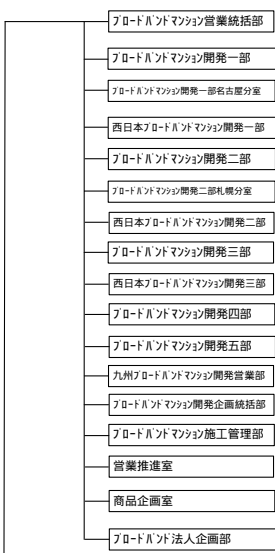 ﾌﾞﾛｰﾄﾞﾊﾞﾝﾄﾞﾏﾝｼｮﾝ営業統括部
ﾌﾞﾛｰﾄﾞﾊﾞﾝﾄﾞﾏﾝｼｮﾝ開発一部
ﾌﾞﾛｰﾄﾞﾊﾞﾝﾄﾞﾏﾝｼｮﾝ開発一部名古屋分室
西日本ﾌﾞﾛｰﾄﾞﾊﾞﾝﾄﾞﾏﾝｼｮﾝ開発一部
ﾌﾞﾛｰﾄﾞﾊﾞﾝﾄﾞﾏﾝｼｮﾝ開発二部
ﾌﾞﾛｰﾄﾞﾊﾞﾝﾄﾞﾏﾝｼｮﾝ開発二部札幌分室
西日本ﾌﾞﾛｰﾄﾞﾊﾞﾝﾄﾞﾏﾝｼｮﾝ開発二部
ﾌﾞﾛｰﾄﾞﾊﾞﾝﾄﾞﾏﾝｼｮﾝ開発三部
西日本ﾌﾞﾛｰﾄﾞﾊﾞﾝﾄﾞﾏﾝｼｮﾝ開発三部
ﾌﾞﾛｰﾄﾞﾊﾞﾝﾄﾞﾏﾝｼｮﾝ開発四部
ﾌﾞﾛｰﾄﾞﾊﾞﾝﾄﾞﾏﾝｼｮﾝ開発五部
九州ﾌﾞﾛｰﾄﾞﾊﾞﾝﾄﾞﾏﾝｼｮﾝ開発営業部
ﾌﾞﾛｰﾄﾞﾊﾞﾝﾄﾞﾏﾝｼｮﾝ開発企画統括部
ﾌﾞﾛｰﾄﾞﾊﾞﾝﾄﾞﾏﾝｼｮﾝ施工管理部
営業推進室
商品企画室
ﾌﾞﾛｰﾄﾞﾊﾞﾝﾄﾞ法人企画部